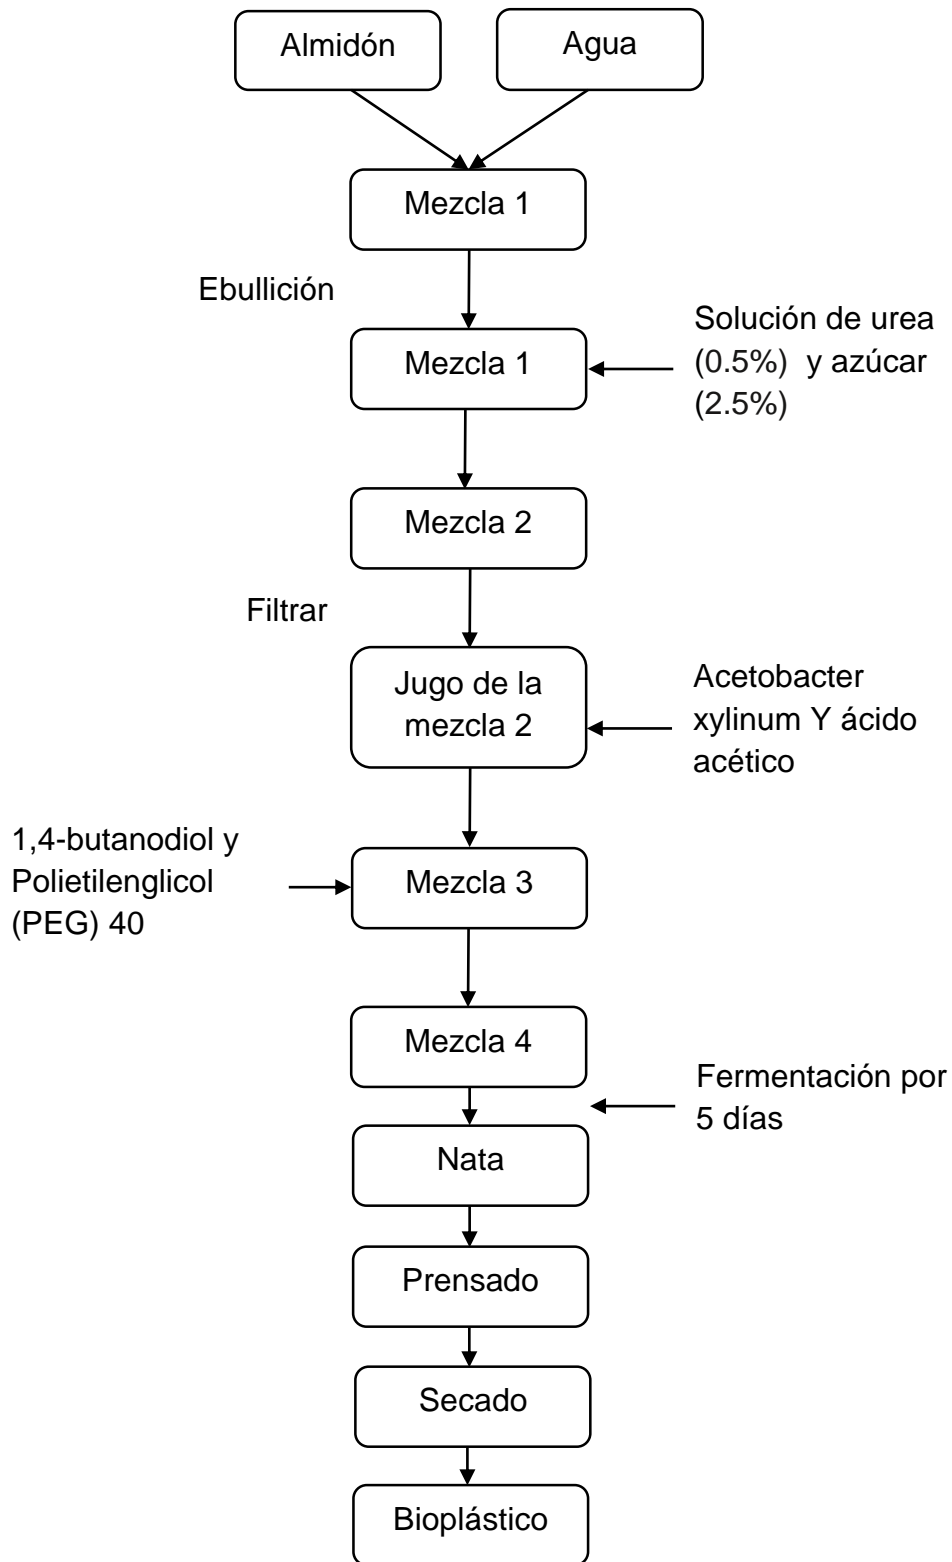 Almidón
Agua
Mezcla 1
Ebullición
Mezcla 1
Solución de urea
(0.5%) y azúcar
(2.5%)
Mezcla 2
Filtrar
Jugo de la
mezcla 2
Acetobacter
xylinum Y ácido
acético
1,4-butanodiol y
Polietilenglicol
(PEG) 40
Mezcla 3
Mezcla 4
Fermentación por
5 días
Nata
Prensado
Secado
Bioplástico